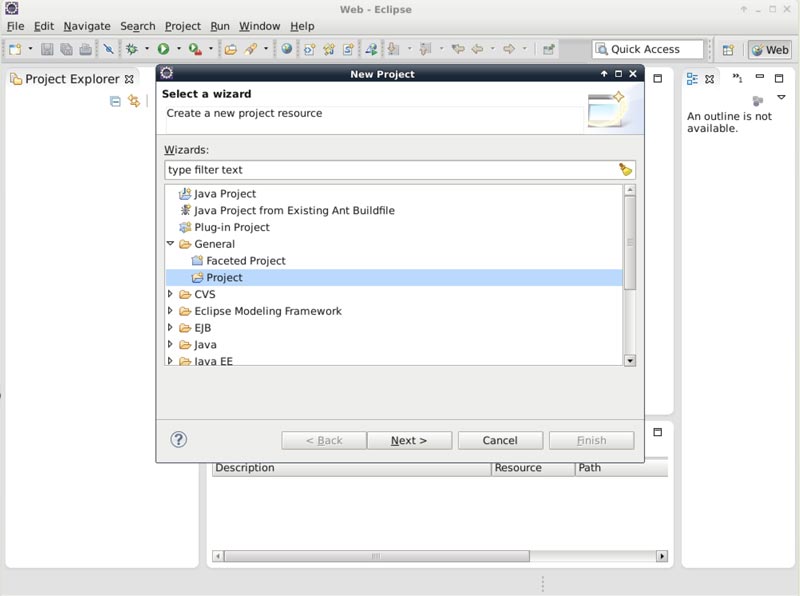 Web - Eclipse
File Edit Navigate Search Project Run Window Help
Quick Access
Web
Project Explorer
New Project
Select a wizard
Create a new project resource
Wizards:
type filter text
Java Project
Java Project from Existing Ant Buildfile
Plug-in Project
General
Faceted Project
Project
CVS
Eclipse Modeling Framework
EJB
Java
Java EE
? < Back Next > Cancel Finish
»1
An outline is not
available.
Description Resource Path